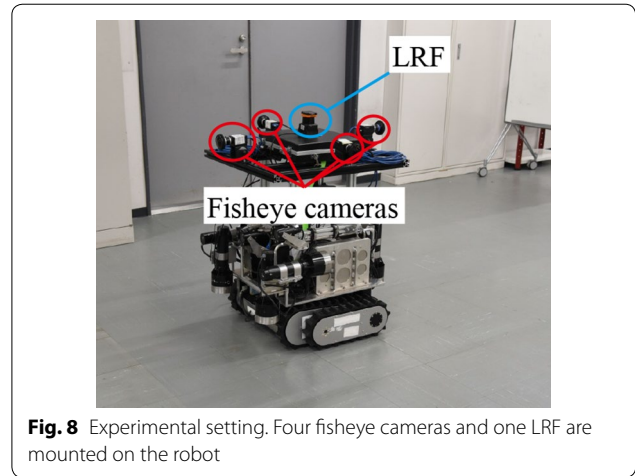 LRF
Fisheye cameras
Fig. 8 Experimental setting. Four fisheye cameras and one LRF are
mounted on the robot